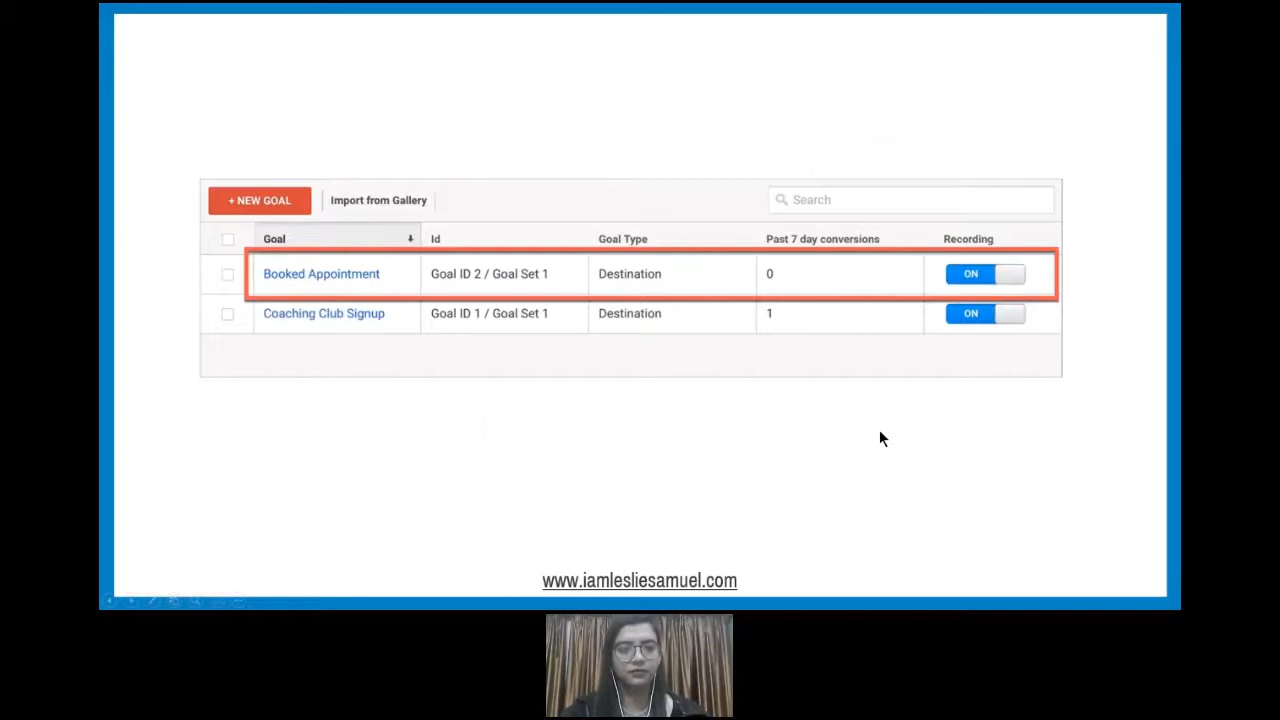 + NEW GOAL Import from Gallery Search
Goal Id Goal Type Past 7 day conversions Recording
Booked Appointment Goal ID 2 / Goal Set 1 Destination 0 ON
Coaching Club Signup Goal ID 1 / Goal Set 1 Destination 1 ON
www.iamlesliesamuel.com